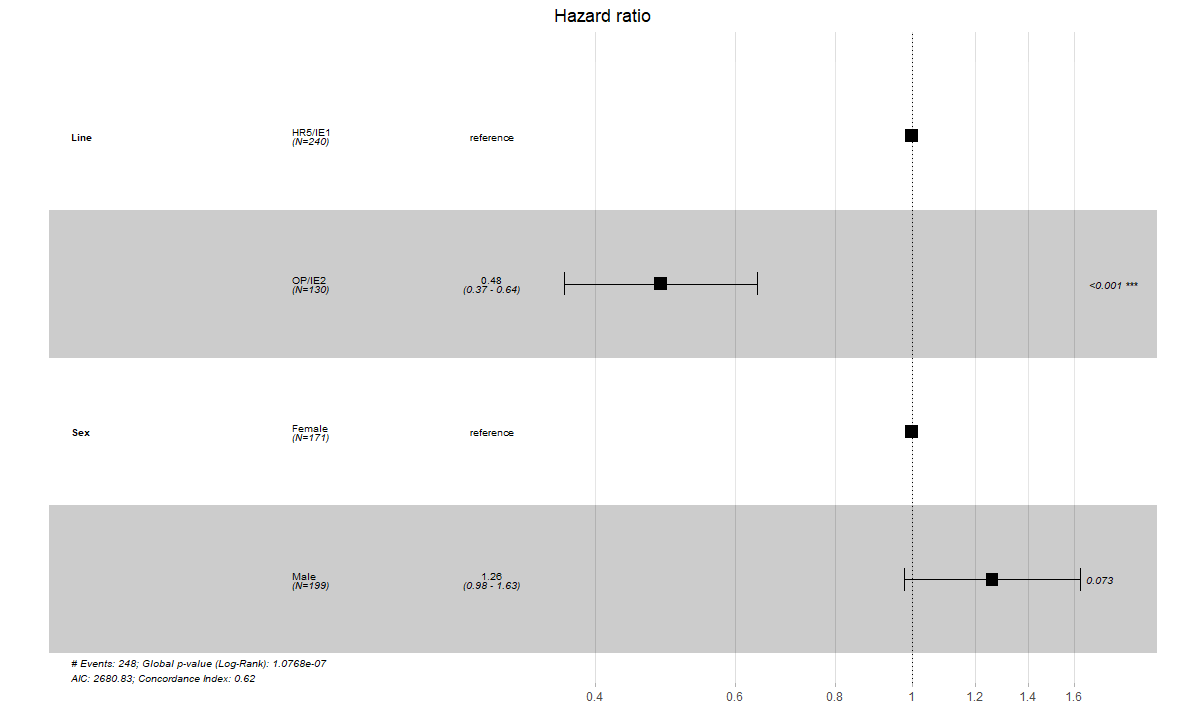 Hazard ratio
Line
HR5/IE1
(N=240)
reference
OP/IE2
(N=130)
0.48
(0.37 - 0.64)
<0.001 ***
Sex
Female
(N=171)
reference
Male
(N=199)
1.26
(0.98 - 1.63)
0.073
# Events: 248; Global p-value (Log-Rank): 1.0768e-07
AIC: 2680.83; Concordance Index: 0.62
0.4 0.6 0.8 1 1.2 1.4 1.6